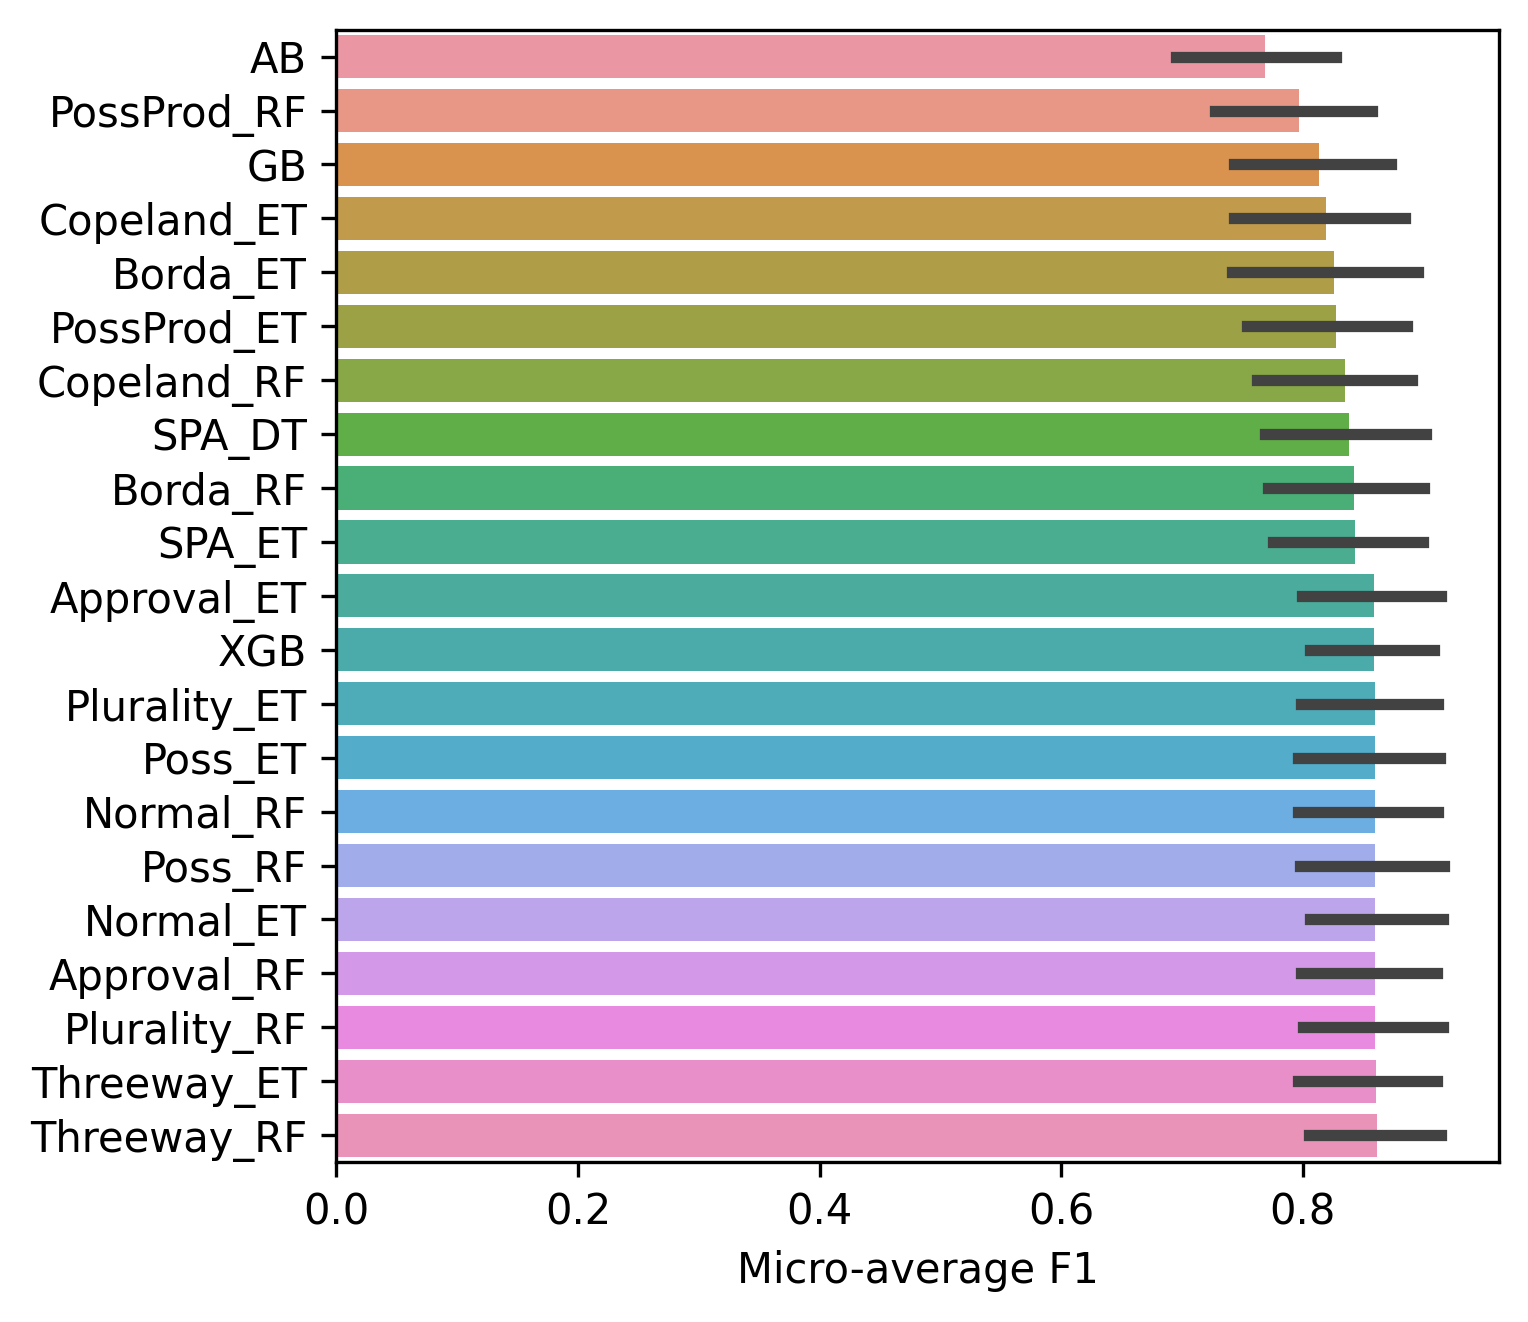 AB
PossProd_RF
GB
Copeland_ET
Borda_ET
PossProd_ET
Copeland_RF
SPA_DT
Borda_RF
SPA_ET
Approval_ET
XGB
Plurality_ET
Poss_ET
Normal_RF
Poss_RF
Normal_ET
Approval_RF
Plurality_RF
Threeway_ET
Threeway_RF
0.0 0.2 0.4 0.6 0.8
Micro-average F1